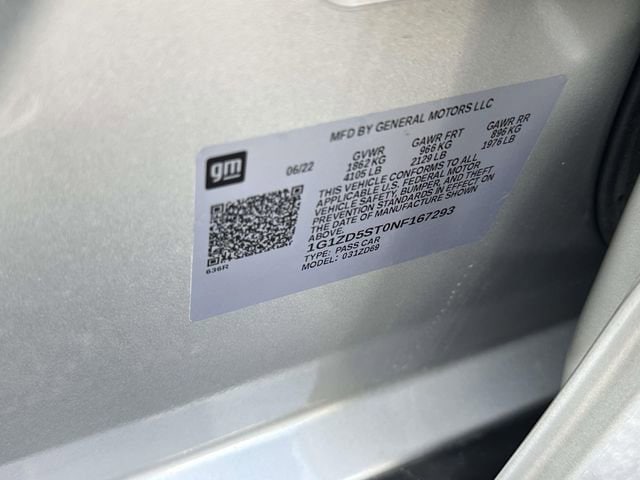 gm
MFD BY GENERAL MOTORS LLC
06/22
GVWR GAWR FRT GAWR RR
1862 KG 966 KG 896 KG
4105 LB 2129 LB 1976 LB
THIS VEHICLE CONFORMS TO ALL
APPLICABLE U.S. FEDERAL MOTOR
VEHICLE SAFETY, BUMPER, AND THEFT
PREVENTION STANDARDS IN EFFECT ON
THE DATE OF MANUFACTURE SHOWN
ABOVE.
1G1ZD5ST0NF167293
TYPE: PASS CAR
MODEL: 031ZD69
636R